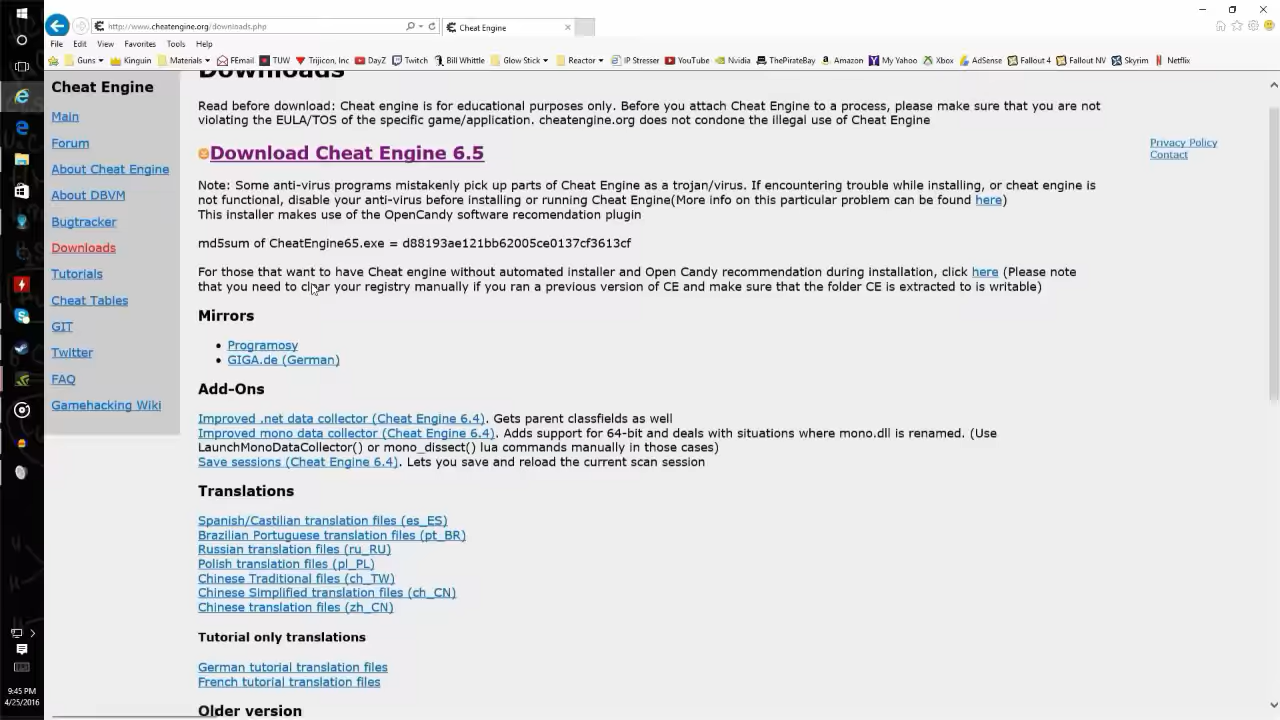 http://www.cheatengine.org/downloads.php
Cheat Engine
File Edit View Favorites Tools Help
Guns Kinguin Materials FEmail TUW Trijicon, Inc DayZ Twitch Bill Whittle Glow Stick Reactor IP Stresser YouTube Nvidia ThePirateBay Amazon My Yahoo Xbox AdSense Fallout 4 Fallout NV Skyrim Netflix
Cheat Engine
Main
Forum
About Cheat Engine
About DBVM
Bugtracker
Downloads
Tutorials
Cheat Tables
GIT
Twitter
FAQ
Gamehacking Wiki
Downloads
Read before download: Cheat engine is for educational purposes only. Before you attach Cheat Engine to a process, please make sure that you are not
violating the EULA/TOS of the specific game/application. cheatengine.org does not condone the illegal use of Cheat Engine
Download Cheat Engine 6.5
Note: Some anti-virus programs mistakenly pick up parts of Cheat Engine as a trojan/virus. If encountering trouble while installing, or cheat engine is
not functional, disable your anti-virus before installing or running Cheat Engine(More info on this particular problem can be found here)
This installer makes use of the OpenCandy software recomendation plugin
md5sum of CheatEngine65.exe = d88193ae121bb62005ce0137cf3613cf
For those that want to have Cheat engine without automated installer and Open Candy recommendation during installation, click here (Please note
that you need to clear your registry manually if you ran a previous version of CE and make sure that the folder CE is extracted to is writable)
Mirrors
Programosy
GIGA.de (German)
Add-Ons
Improved .net data collector (Cheat Engine 6.4). Gets parent classfields as well
Improved mono data collector (Cheat Engine 6.4). Adds support for 64-bit and deals with situations where mono.dll is renamed. (Use
LaunchMonoDataCollector() or mono_dissect() lua commands manually in those cases)
Save sessions (Cheat Engine 6.4). Lets you save and reload the current scan session
Translations
Spanish/Castilian translation files (es_ES)
Brazilian Portuguese translation files (pt_BR)
Russian translation files (ru_RU)
Polish translation files (pl_PL)
Chinese Traditional files (ch_TW)
Chinese Simplified translation files (ch_CN)
Chinese translation files (zh_CN)
Tutorial only translations
German tutorial translation files
French tutorial translation files
Older version
Privacy Policy
Contact
9:45 PM
4/25/2016